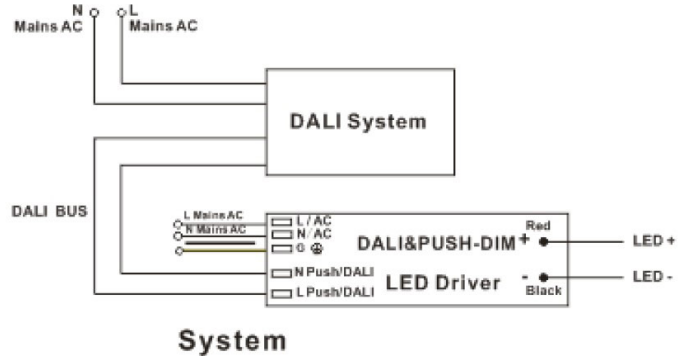 N
Mains AC
L
Mains AC
DALI System
DALI BUS
L Mains AC
N Mains AC
L/AC
N/AC
G
N Push/DALI
L Push/DALI
DALI&PUSH-DIM
LED Driver
Red
+
-
Black
LED +
LED -
System